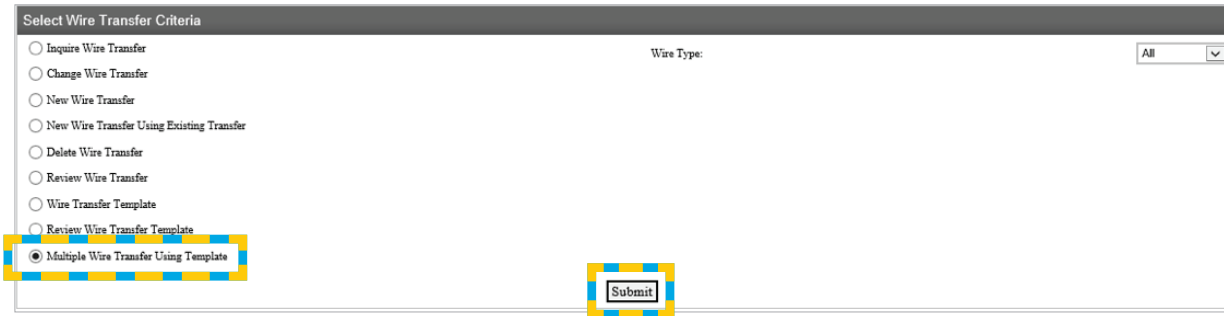 Select Wire Transfer Criteria
Inquire Wire Transfer
Wire Type:
All
Change Wire Transfer
New Wire Transfer
New Wire Transfer Using Existing Transfer
Delete Wire Transfer
Review Wire Transfer
Wire Transfer Template
Review Wire Transfer Template
Multiple Wire Transfer Using Template
Submit